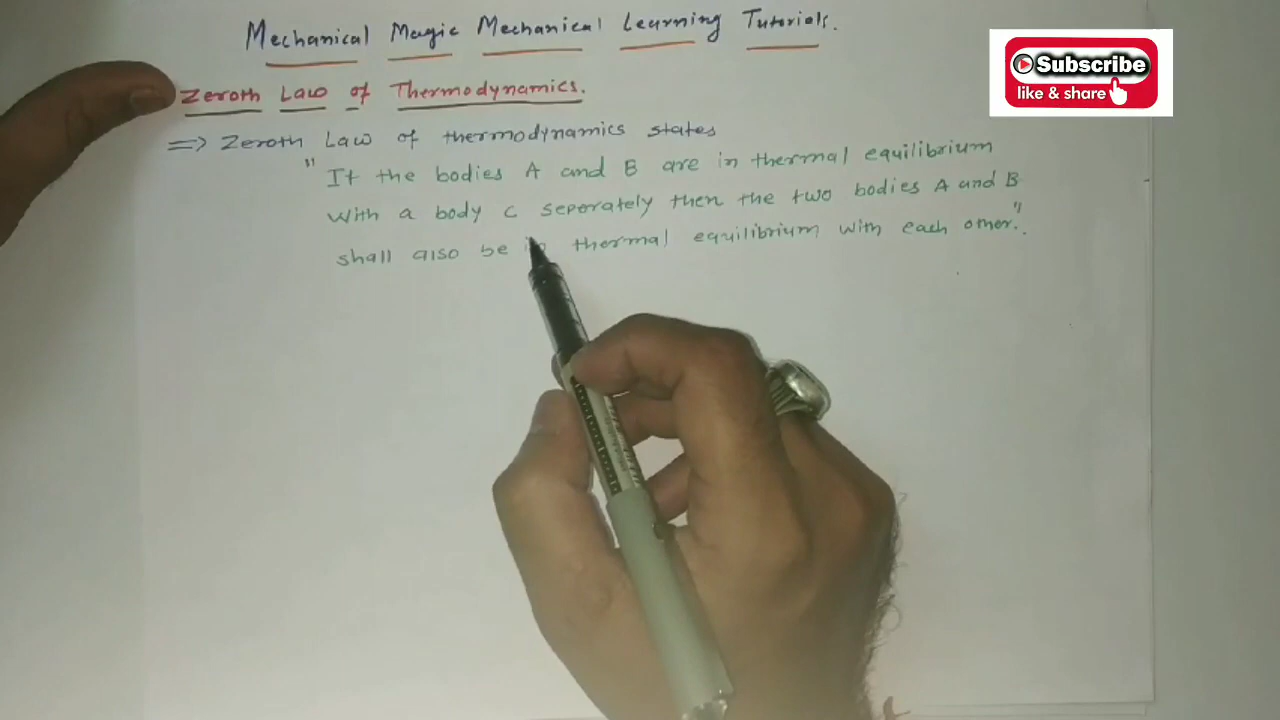 Mechanical Magic Mechanical Learning Tutorials.
Subscribe
like & share
Zeroth Law of Thermodynamics.
=> Zeroth Law of thermodynamics states
"If the bodies A and B are in thermal equilibrium
with a body C seperately then the two bodies A and B
shall also be in thermal equilibrium with each other."